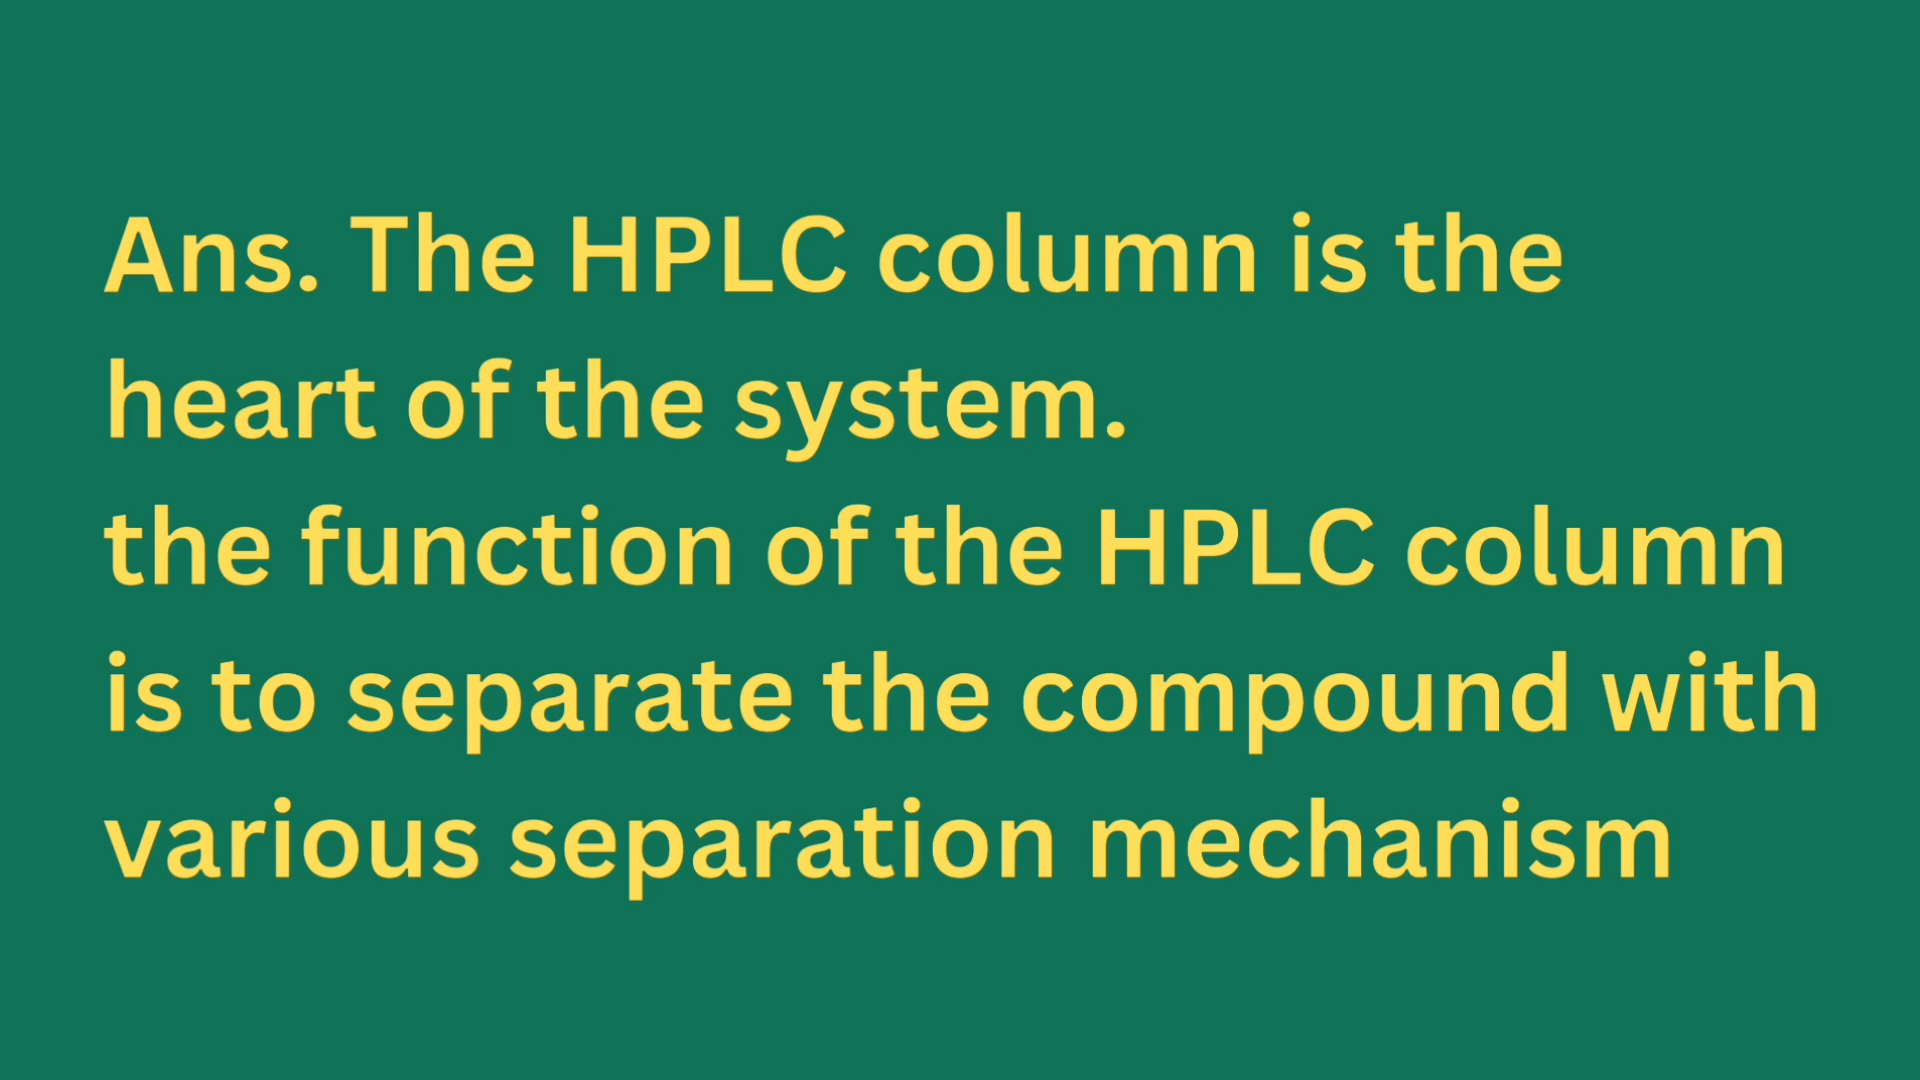 Ans. The HPLC column is the
heart of the system.
the function of the HPLC column
is to separate the compound with
various separation mechanism